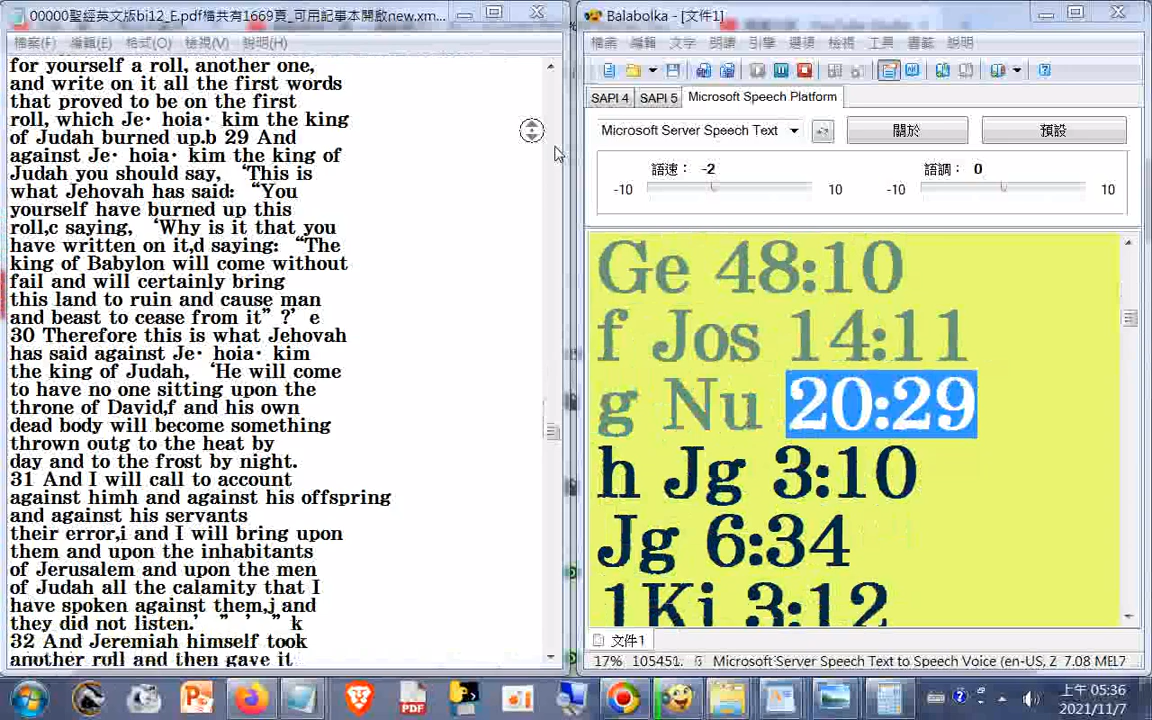 00000聖經英文版bi12_E.pdf檔共有1669頁_可用記事本開啟new.xm...
檔案(F) 編輯(E) 格式(O) 檢視(V) 說明(H)
for yourself a roll, another one,
and write on it all the first words
that proved to be on the first
roll, which Je· hoia· kim the king
of Judah burned up.b 29 And
against Je· hoia· kim the king of
Judah you should say, ‘This is
what Jehovah has said: “You
yourself have burned up this
roll,c saying, ‘Why is it that you
have written on it,d saying: “The
king of Babylon will come without
fail and will certainly bring
this land to ruin and cause man
and beast to cease from it”?’e
30 Therefore this is what Jehovah
has said against Je· hoia· kim
the king of Judah, ‘He will come
to have no one sitting upon the
throne of David,f and his own
dead body will become something
thrown outg to the heat by
day and to the frost by night.
31 And I will call to account
against himh and against his offspring
and against his servants
their error,i and I will bring upon
them and upon the inhabitants
of Jerusalem and upon the men
of Judah all the calamity that I
have spoken against them,j and
they did not listen.’”’”k
32 And Jeremiah himself took
another roll and then gave it
Balabolka - [文件1]
檔案 編輯 文字 朗讀 引擎 選項 檢視 工具 書籤 說明
SAPI 4 SAPI 5 Microsoft Speech Platform
Microsoft Server Speech Text 關於 預設
語速: -2 語調: 0
-10 10 -10 10
Ge 48:10
f Jos 14:11
g Nu 20:29
h Jg 3:10
Jg 6:34
1Ki 3:12
文件1
17% 105451. Microsoft Server Speech Text to Speech Voice (en-US, Z 7.08 MEL7
PDF
上午 05:36
2021/11/7